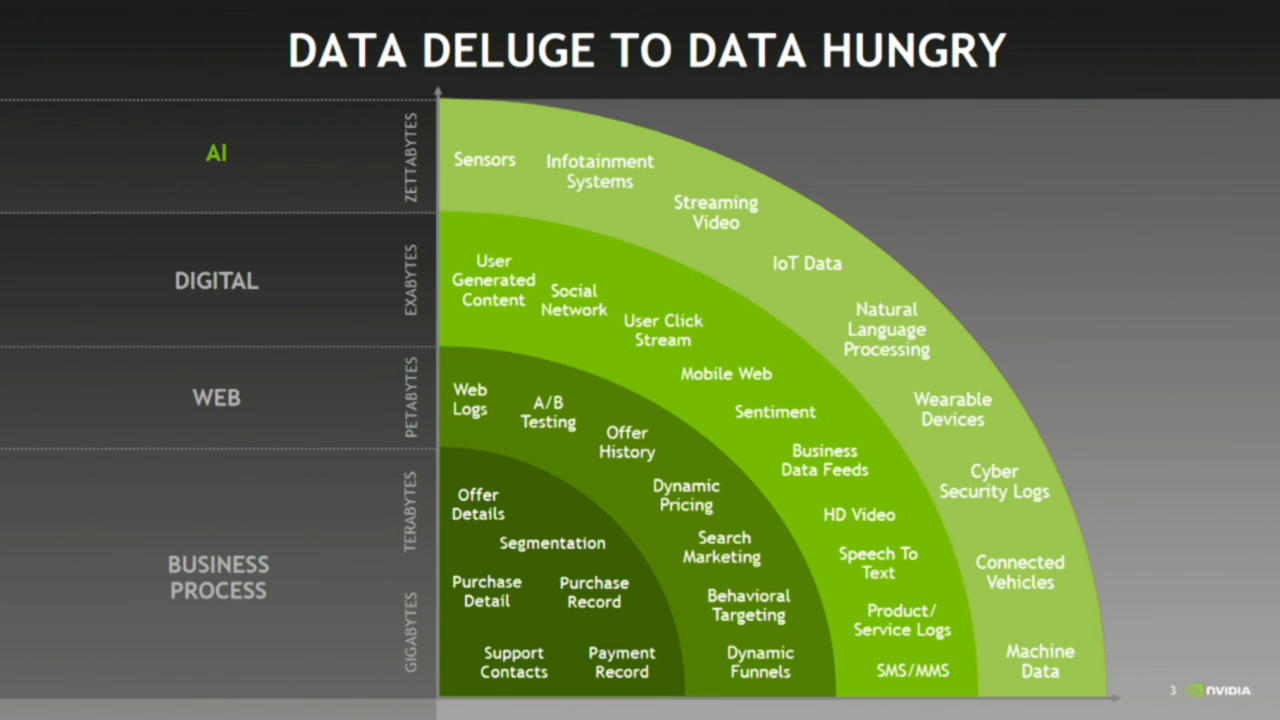 DATA DELUGE TO DATA HUNGRY
AI
ZETTABYTES
Sensors
Infotainment
Systems
Streaming
Video
IoT Data
Natural
Language
Processing
Wearable
Devices
Cyber
Security Logs
Connected
Vehicles
Machine
Data
DIGITAL
EXABYTES
User
Generated
Content
Social
Network
User Click
Stream
Mobile Web
Sentiment
Business
Data Feeds
HD Video
Speech To
Text
Product/
Service Logs
SMS/MMS
WEB
PETABYTES
Web
Logs
A/B
Testing
Offer
History
Dynamic
Pricing
Search
Marketing
Behavioral
Targeting
Dynamic
Funnels
BUSINESS
PROCESS
TERABYTES
GIGABYTES
Offer
Details
Segmentation
Purchase
Detail
Purchase
Record
Support
Contacts
Payment
Record
3 NVIDIA